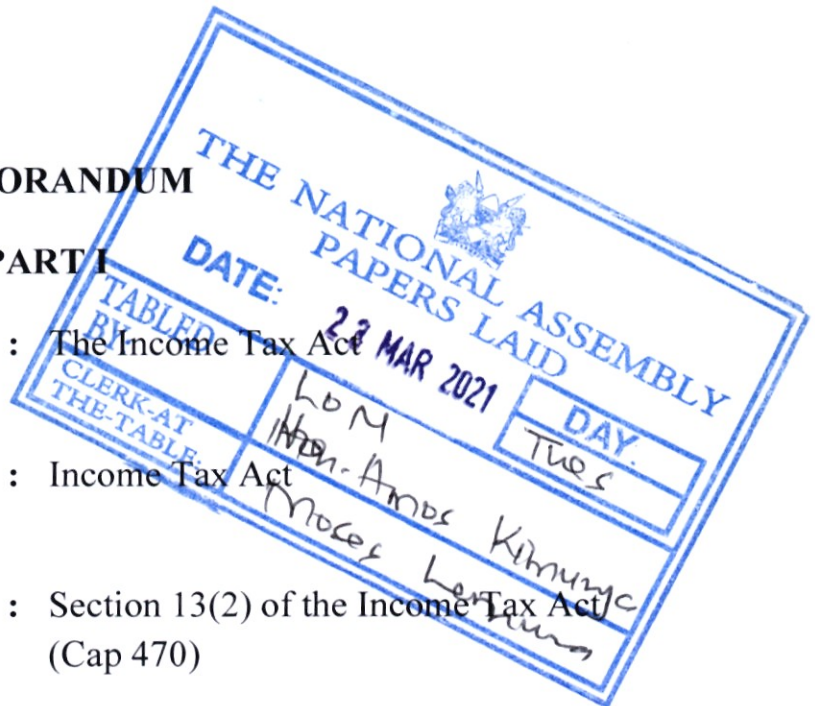 ORANDUM
PART I
: The Income Tax Act
: Income Tax Act
: Section 13(2) of the Income Tax Act
(Cap 470)
THE NATIONAL ASSEMBLY
PAPERS LAID
DATE: 23 MAR 2021
DAY.
Tues
TABLED
BY:
LOM
Hon. Amos Kimunya
CLERK-AT
THE-TABLE:
Moses